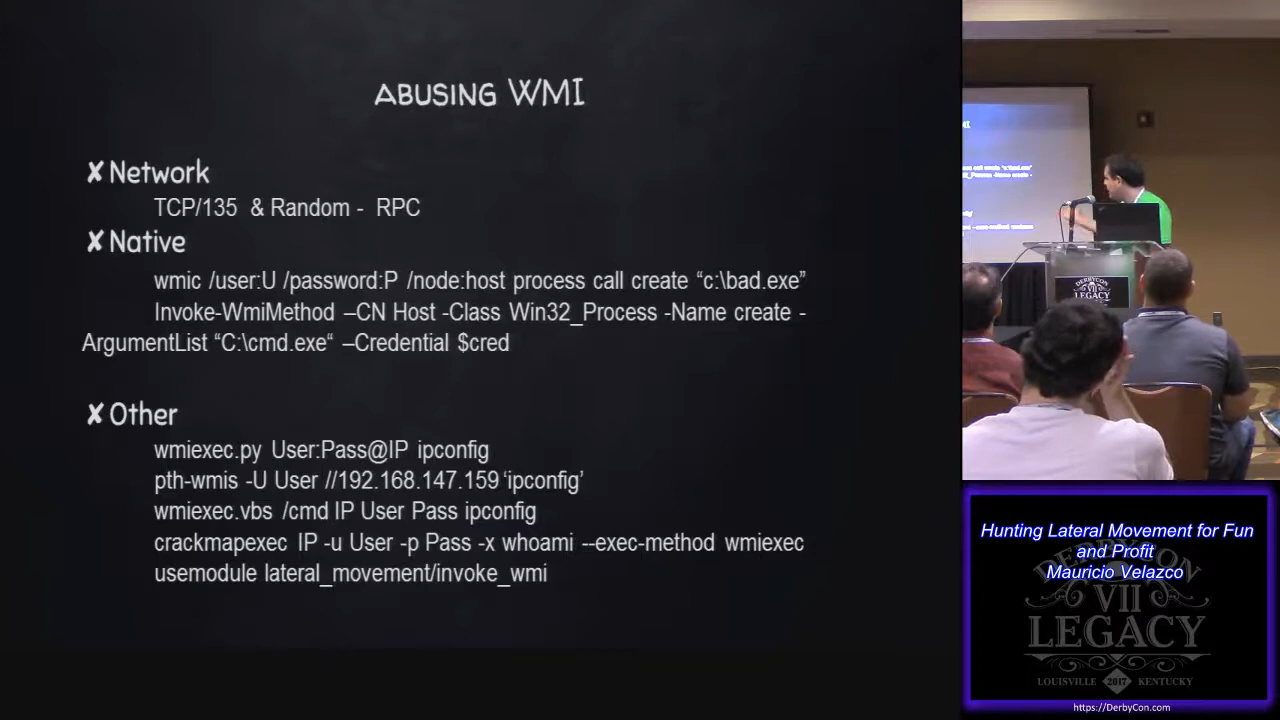 ABUSING WMI
✘Network
TCP/135 & Random - RPC
✘Native
wmic /user:U /password:P /node:host process call create “c:\bad.exe”
Invoke-WmiMethod –CN Host -Class Win32_Process -Name create -
ArgumentList “C:\cmd.exe“ –Credential $cred
✘Other
wmiexec.py User:Pass@IP ipconfig
pth-wmis -U User //192.168.147.159 ‘ipconfig’
wmiexec.vbs /cmd IP User Pass ipconfig
crackmapexec IP -u User -p Pass -x whoami --exec-method wmiexec
usemodule lateral_movement/invoke_wmi
DERBYCON
VII
LEGACY
Hunting Lateral Movement for Fun
and Profit
Mauricio Velazco
DERBYCON
VII
LEGACY
LOUISVILLE 2017 KENTUCKY
https://DerbyCon.com